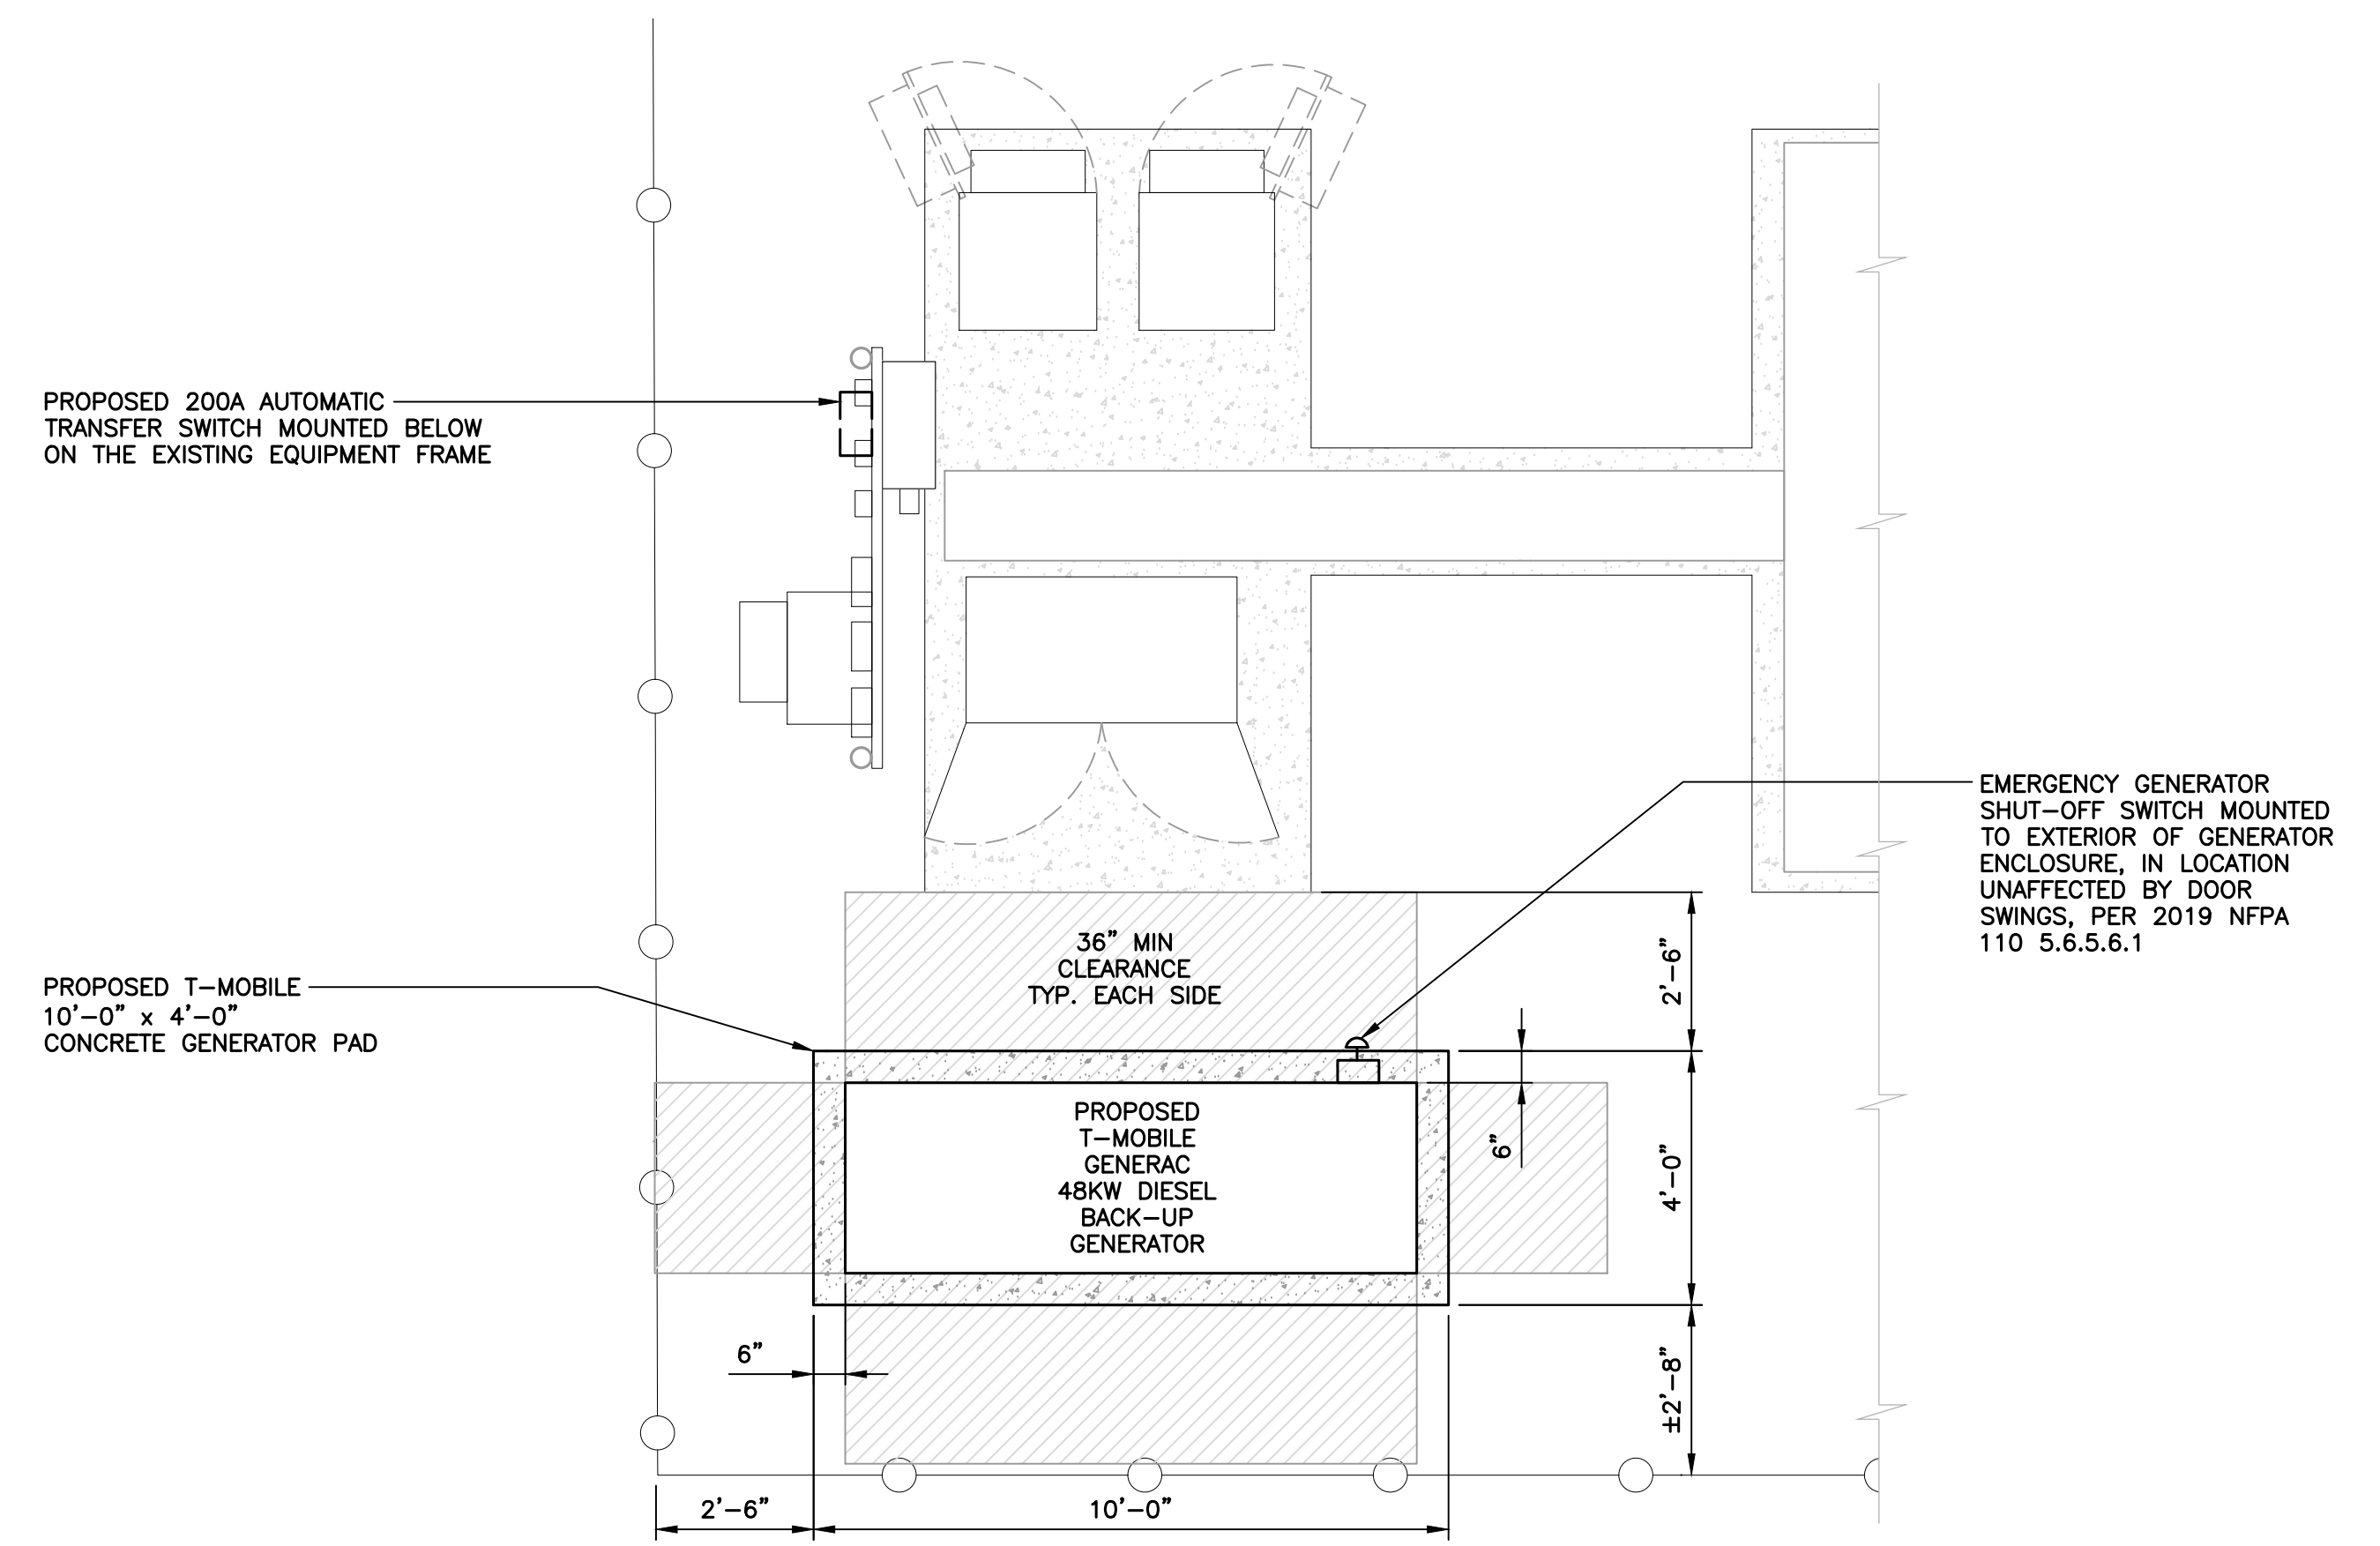 PROPOSED 200A AUTOMATIC
TRANSFER SWITCH MOUNTED BELOW
ON THE EXISTING EQUIPMENT FRAME
EMERGENCY GENERATOR
SHUT-OFF SWITCH MOUNTED
TO EXTERIOR OF GENERATOR
ENCLOSURE, IN LOCATION
UNAFFECTED BY DOOR
SWINGS, PER 2019 NFPA
110 5.6.5.6.1
36" MIN
CLEARANCE
TYP. EACH SIDE
2'-6"
PROPOSED T-MOBILE
10'-0" x 4'-0"
CONCRETE GENERATOR PAD
PROPOSED
T-MOBILE
GENERAC
48KW DIESEL
BACK-UP
GENERATOR
6"
4'-0"
6"
±2'-8"
2'-6"
10'-0"